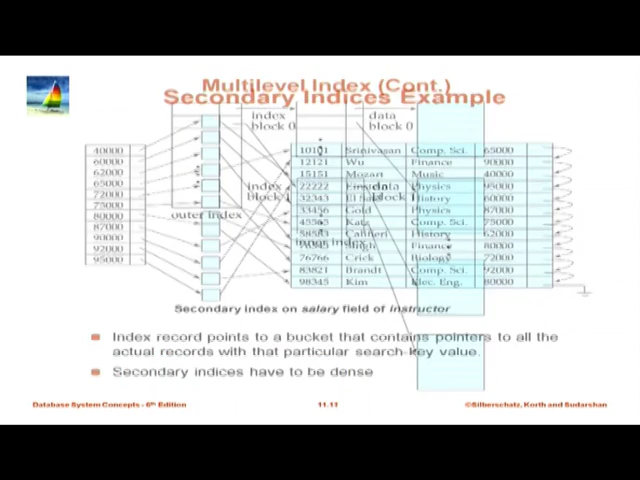 Multilevel Index (Cont.)
Secondary Indices Example
index
block 0
data
block 0
40000
60000
62000
65000
72000
75000
80000
87000
90000
92000
95000
10101 Srinivasan Comp. Sci. 65000
12121 Wu Finance 90000
15151 Mozart Music 40000
22222 Physics 95000
32343 El Said History 60000
33456 Gold Physics 87000
45565 Katz Comp. Sci. 75000
58583 Califieri History 62000
Singh Finance 80000
76766 Crick Biology 72000
83821 Brandt Comp. Sci. 92000
98345 Kim Elec. Eng. 80000
index
block 1
data
block 1
outer index
inner index
Secondary index on salary field of instructor
Index record points to a bucket that contains pointers to all the
actual records with that particular search-key value.
Secondary indices have to be dense
Database System Concepts - 6th Edition
11.13
©Silberschatz, Korth and Sudarshan